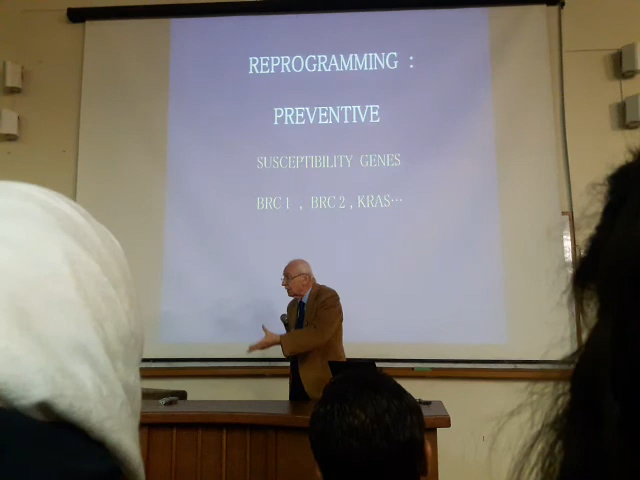 REPROGRAMMING :
PREVENTIVE
SUSCEPTIBILITY GENES
BRC 1 , BRC 2 , KRAS…